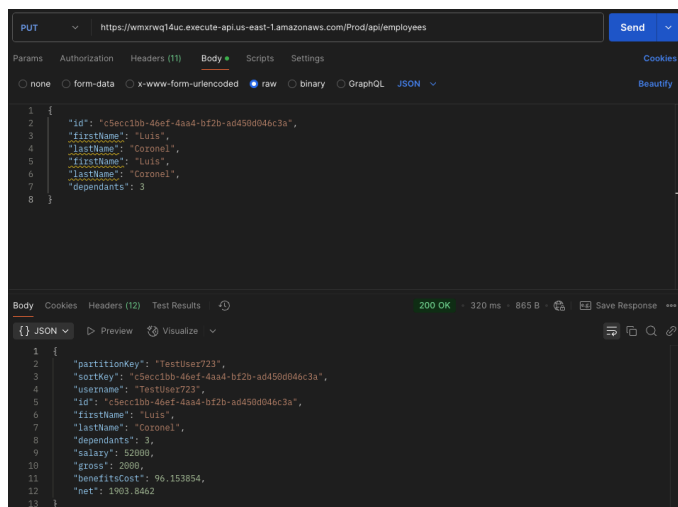 PUT https://wmxrwq14uc.execute-api.us-east-1.amazonaws.com/Prod/api/employees Send
Params Authorization Headers (11) Body Scripts Settings Cookies
none form-data x-www-form-urlencoded raw binary GraphQL JSON Beautify
1 {
2 "id": "c5ecc1bb-46ef-4aa4-bf2b-ad450d046c3a",
3 "firstName": "Luis",
4 "lastName": "Coronel",
5 "firstName": "Luis",
6 "lastName": "Coronel",
7 "dependants": 3
8 }
Body Cookies Headers (12) Test Results 200 OK 320 ms 865 B Save Response
{} JSON Preview Visualize
1 {
2 "partitionKey": "TestUser723",
3 "sortKey": "c5ecc1bb-46ef-4aa4-bf2b-ad450d046c3a",
4 "username": "TestUser723",
5 "id": "c5ecc1bb-46ef-4aa4-bf2b-ad450d046c3a",
6 "firstName": "Luis",
7 "lastName": "Coronel",
8 "dependants": 3,
9 "salary": 52000,
10 "gross": 2000,
11 "benefitsCost": 96.153854,
12 "net": 1903.8462
13 }